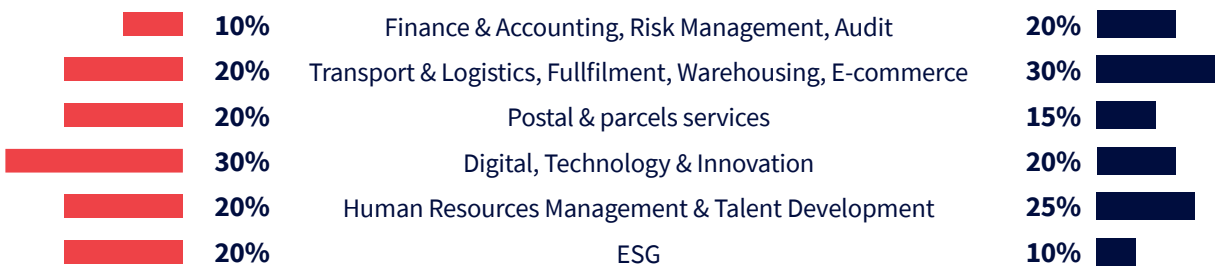 10% Finance & Accounting, Risk Management, Audit 20%
20% Transport & Logistics, Fullfilment, Warehousing, E-commerce 30%
20% Postal & parcels services 15%
30% Digital, Technology & Innovation 20%
20% Human Resources Management & Talent Development 25%
20% ESG 10%